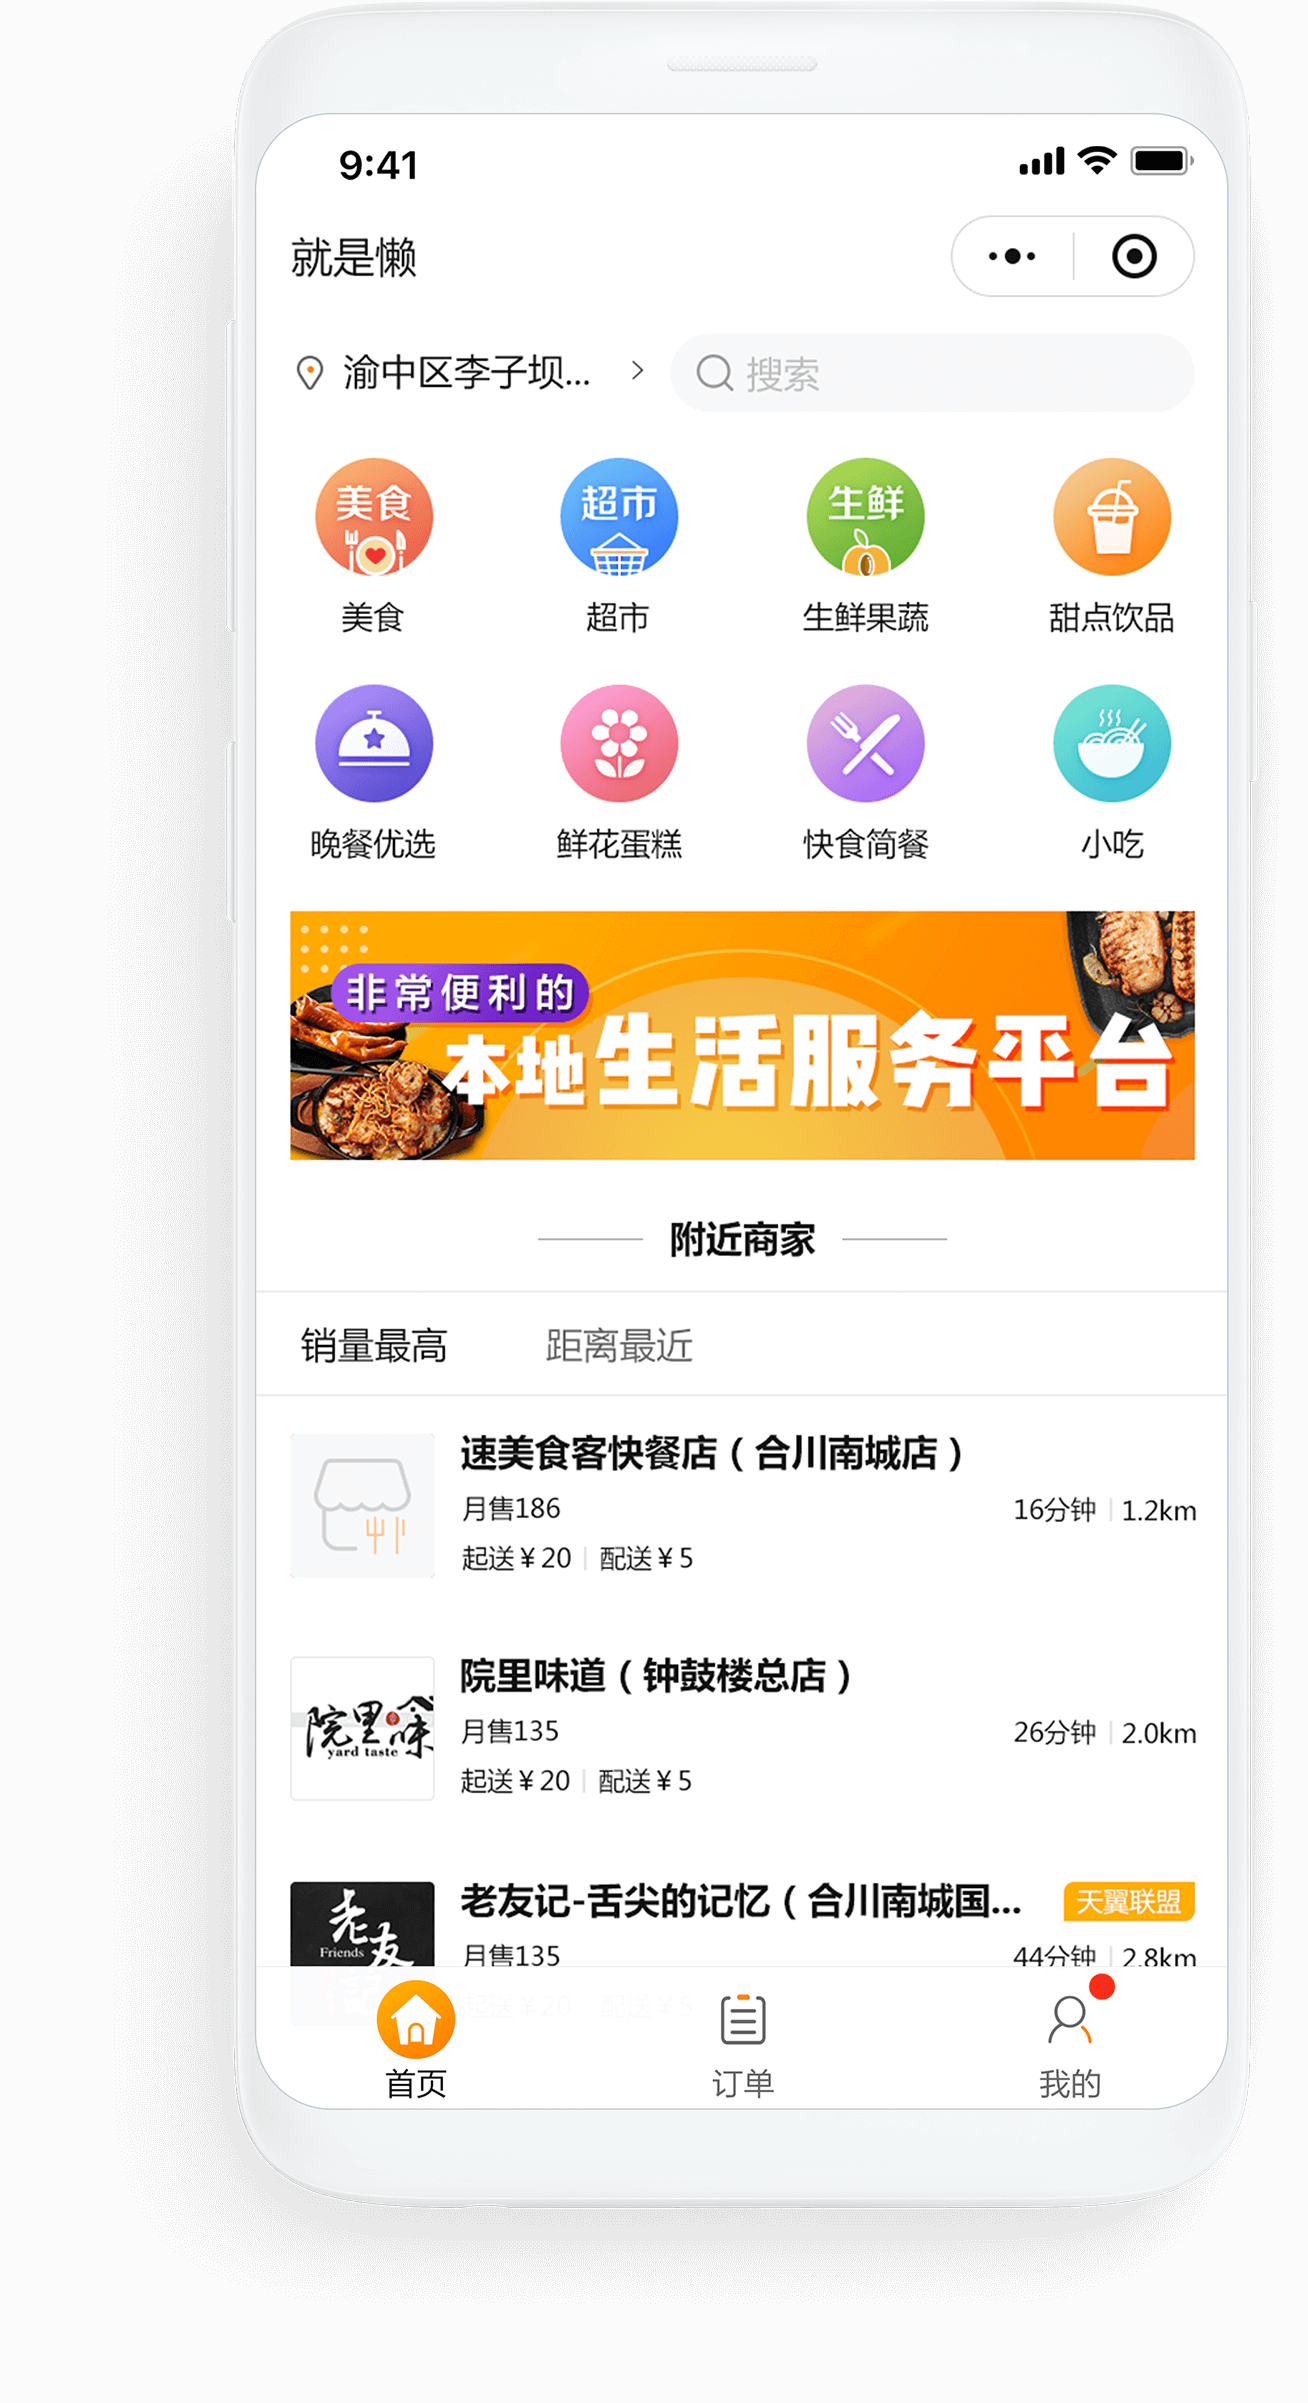 9:41
就是懒
渝中区李子坝... 搜索
美食 超市 生鲜
美食 超市 生鲜果蔬 甜点饮品
晚餐优选 鲜花蛋糕 快食简餐 小吃
非常便利的
本地生活服务平台
附近商家
销量最高 距离最近
速美食客快餐店（合川南城店）
月售186 16分钟 1.2km
起送￥20 配送￥5
院里味道（钟鼓楼总店）
院里味
yard taste
月售135 26分钟 2.0km
起送￥20 配送￥5
老友记-舌尖的记忆（合川南城国... 天翼联盟
老友
Friends
月售135 44分钟 2.8km
起送￥20 配送￥5
首页 订单 我的